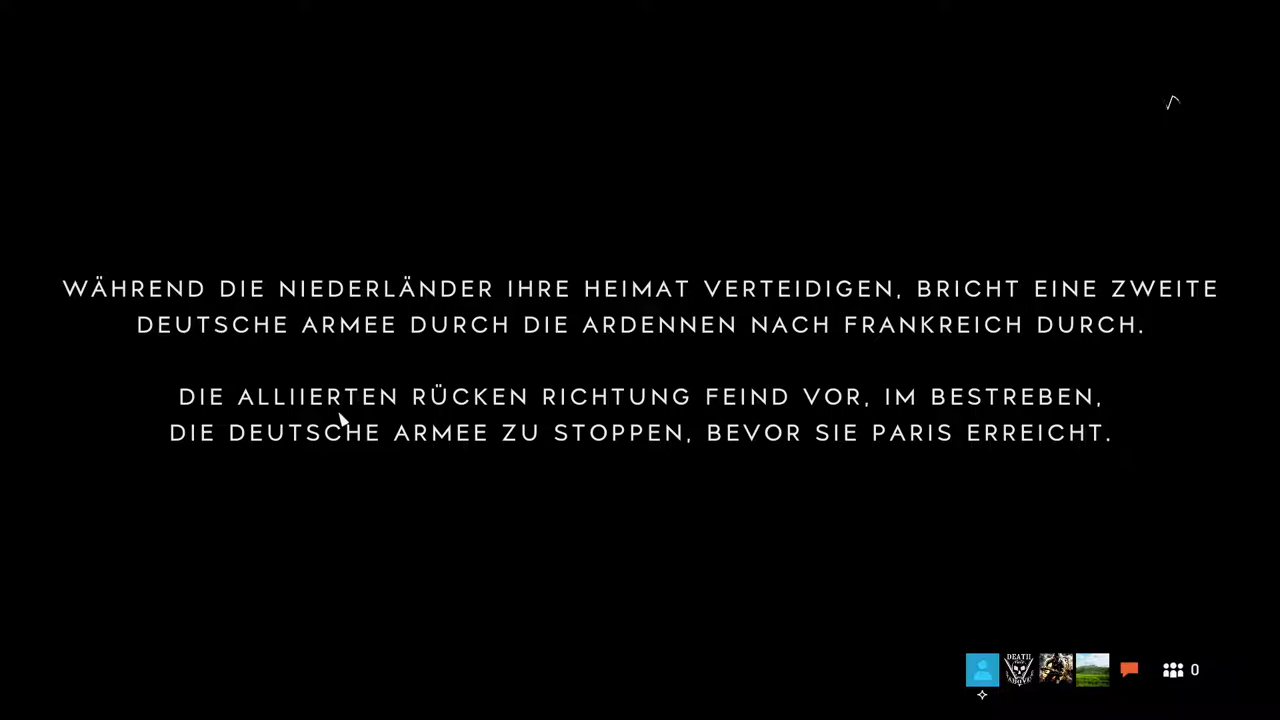 WÄHREND DIE NIEDERLÄNDER IHRE HEIMAT VERTEIDIGEN, BRICHT EINE ZWEITE
DEUTSCHE ARMEE DURCH DIE ARDENNEN NACH FRANKREICH DURCH.
DIE ALLIIERTEN RÜCKEN RICHTUNG FEIND VOR, IM BESTREBEN,
DIE DEUTSCHE ARMEE ZU STOPPEN, BEVOR SIE PARIS ERREICHT.
DEATH
0